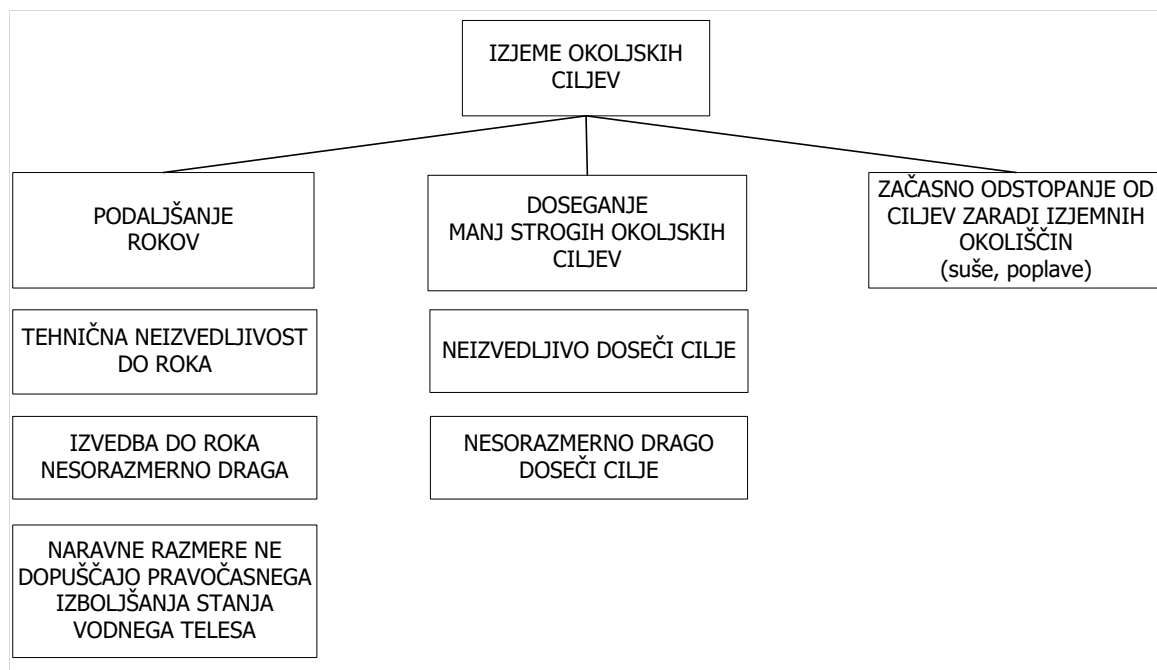 IZJEME OKOLJSKIH
CILJEV
PODALJŠANJE
ROKOV
DOSEGANJE
MANJ STROGIH OKOLJSKIH
CILJEV
ZAČASNO ODSTOPANJE OD
CILJEV ZARADI IZJEMNIH
OKOLIŠČIN
(suše, poplave)
TEHNIČNA NEIZVEDLJIVOST
DO ROKA
NEIZVEDLJIVO DOSEČI CILJE
IZVEDBA DO ROKA
NESORAZMERNO DRAGA
NESORAZMERNO DRAGO
DOSEČI CILJE
NARAVNE RAZMERE NE
DOPUŠČAJO PRAVOČASNEGA
IZBOLJŠANJA STANJA
VODNEGA TELESA